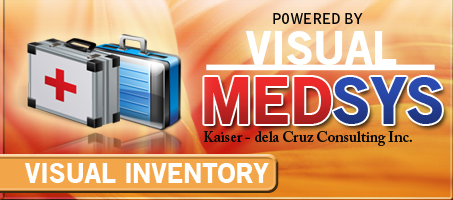 POWERED BY
VISUAL
MEDSYS
Kaiser - dela Cruz Consulting Inc.
VISUAL INVENTORY